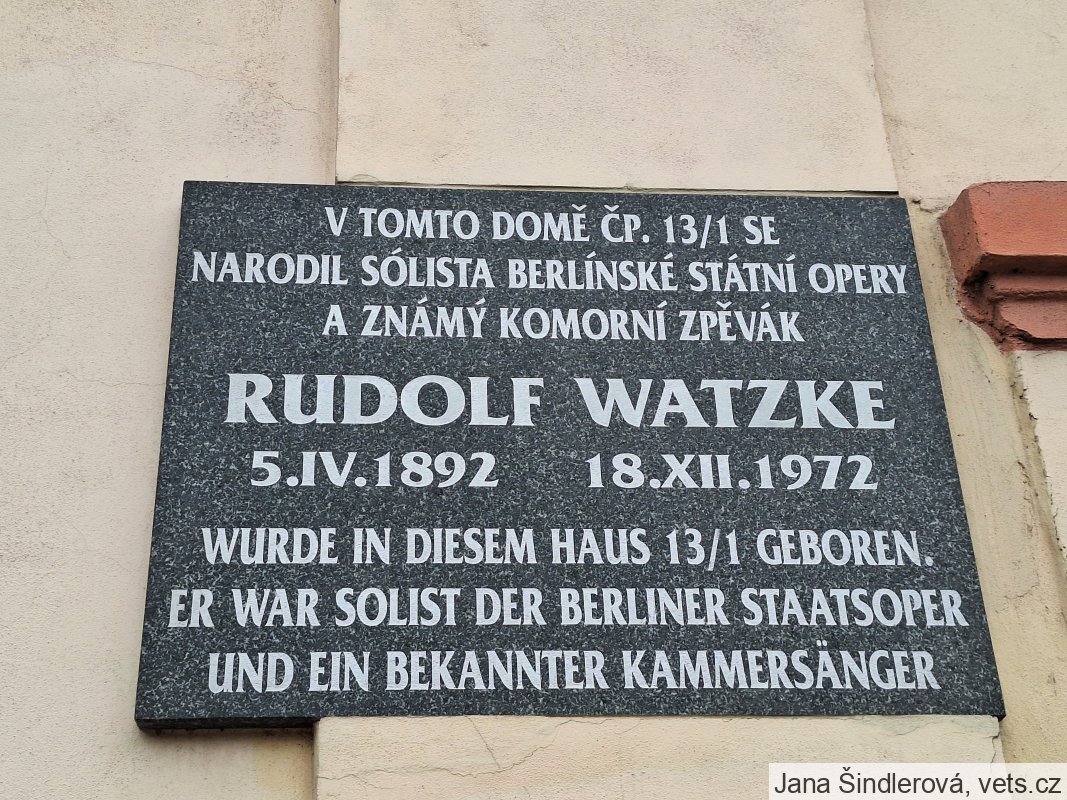 V TOMTO DOMĚ ČP. 13/1 SE
NARODIL SÓLISTA BERLÍNSKÉ STÁTNÍ OPERY
A ZNÁMÝ KOMORNÍ ZPĚVÁK
RUDOLF WATZKE
5.IV.1892 18.XII.1972
WURDE IN DIESEM HAUS 13/1 GEBOREN.
ER WAR SOLIST DER BERLINER STAATSOPER
UND EIN BEKANNTER KAMMERSÄNGER
Jana Šindlerová, vets.cz